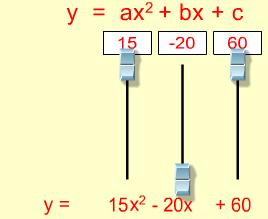 y = ax² + bx + c
15 -20 60
y = 15x² - 20x + 60